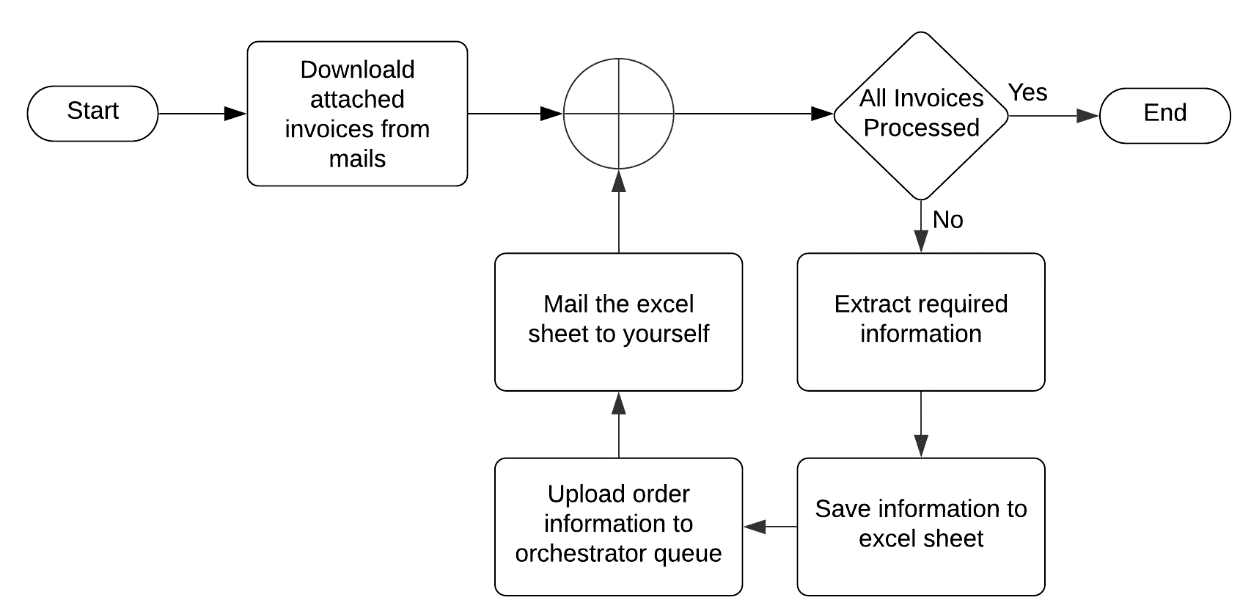 Start
Downloald
attached
invoices from
mails
All Invoices
Processed
Yes
End
No
Mail the excel
sheet to yourself
Extract required
information
Upload order
information to
orchestrator queue
Save information to
excel sheet